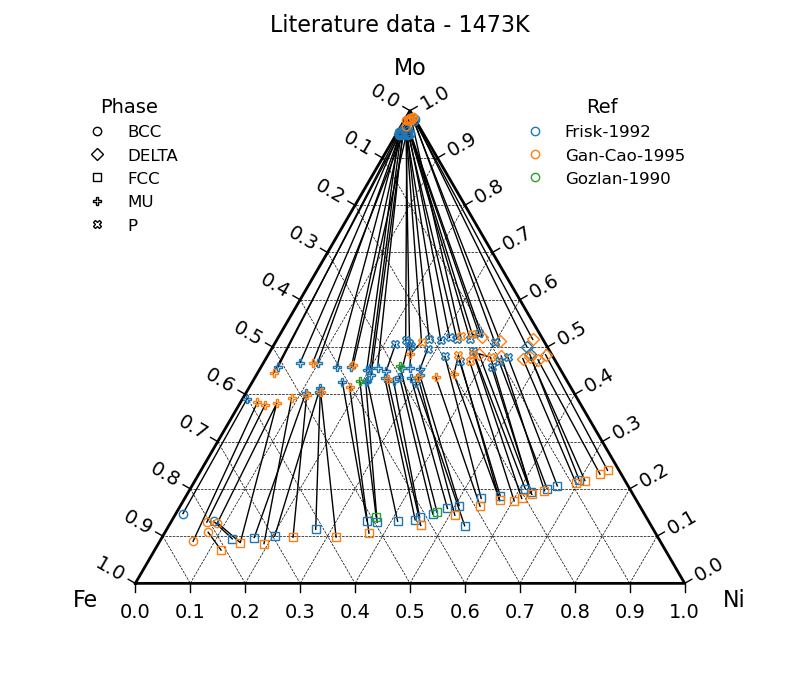 Literature data - 1473K
Mo
0.0 1.0
Phase
BCC
DELTA
FCC
MU
P
Ref
Frisk-1992
Gan-Cao-1995
Gozlan-1990
0.1 0.9
0.2 0.8
0.3 0.7
0.4 0.6
0.5 0.5
0.6 0.4
0.7 0.3
0.8 0.2
0.9 0.1
1.0 0.0
Fe Ni
0.0 0.1 0.2 0.3 0.4 0.5 0.6 0.7 0.8 0.9 1.0